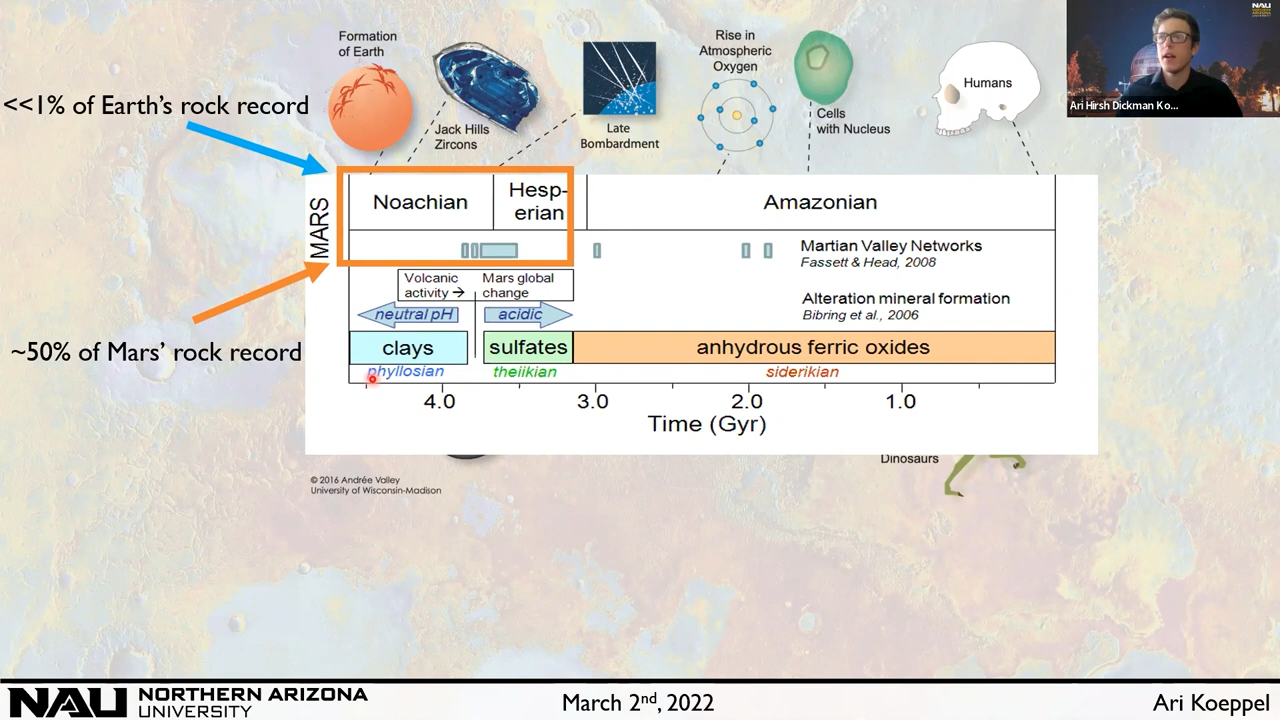 Formation
of Earth
<<1% of Earth's rock record
Jack Hills
Zircons
Late
Bombardment
Rise in
Atmospheric
Oxygen
Cells
with Nucleus
Humans
NAU
NORTHERN
ARIZONA
UNIVERSITY
Ari Hirsh Dickman Ko...
MARS
Noachian
Hesp-
erian
Amazonian
Martian Valley Networks
Fassett & Head, 2008
Volcanic
activity →
Mars global
change
Alteration mineral formation
Bibring et al., 2006
neutral pH
acidic
~50% of Mars' rock record
clays
sulfates
anhydrous ferric oxides
phyllosian
theiikian
siderikian
4.0
3.0
2.0
1.0
Time (Gyr)
Dinosaurs
© 2016 Andrée Valley
University of Wisconsin-Madison
NAU NORTHERN ARIZONA
UNIVERSITY
March 2nd, 2022
Ari Koeppel